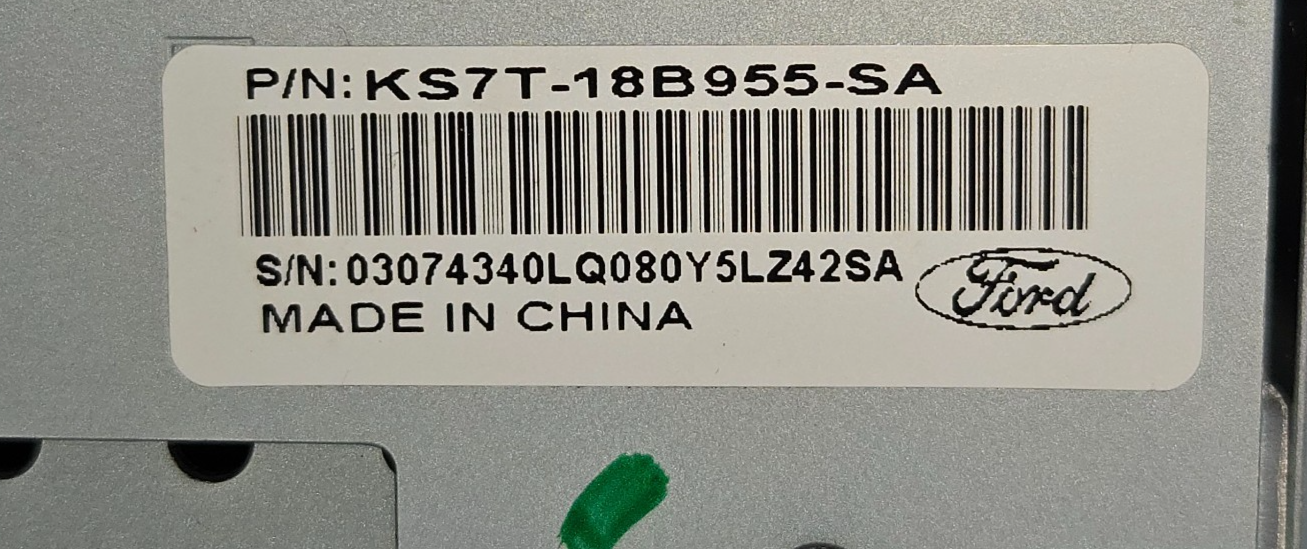 P/N: KS7T-18B955-SA
S/N: 03074340LQ080Y5LZ42SA
MADE IN CHINA
Ford